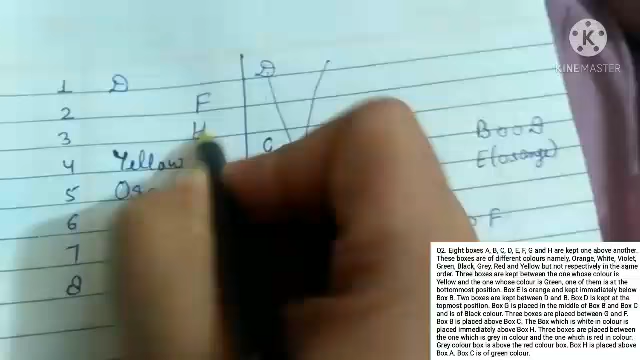 KINEMASTER
1 D
2 F
3 H
4 Yellow
5
6
7
8
D
C
B O O D
E(orange)
F
O2. Eight boxes A, B, C, D, E, F, G and H are kept one above another.
These boxes are of different colours namely, Orange, White, Violet,
Green, Black, Grey, Red and Yellow but not respectively in the same
order. Three boxes are kept between the one whose colour is
Yellow and the one whose colour is Green, one of them is at the
bottommost position. Box E is orange and kept immediately below
Box B. Two boxes are kept between D and B. Box D is kept at the
topmost position. Box G is placed in the middle of Box B and Box C
and is of Black colour. Three boxes are placed between G and F.
Box B is placed above Box C. The Box which is white in colour is
placed immediately above Box H. Three boxes are placed between
the one which is grey in colour and the one which is red in colour.
Grey colour box is above the red colour box. Box H is placed above
Box A. Box C is of green colour.